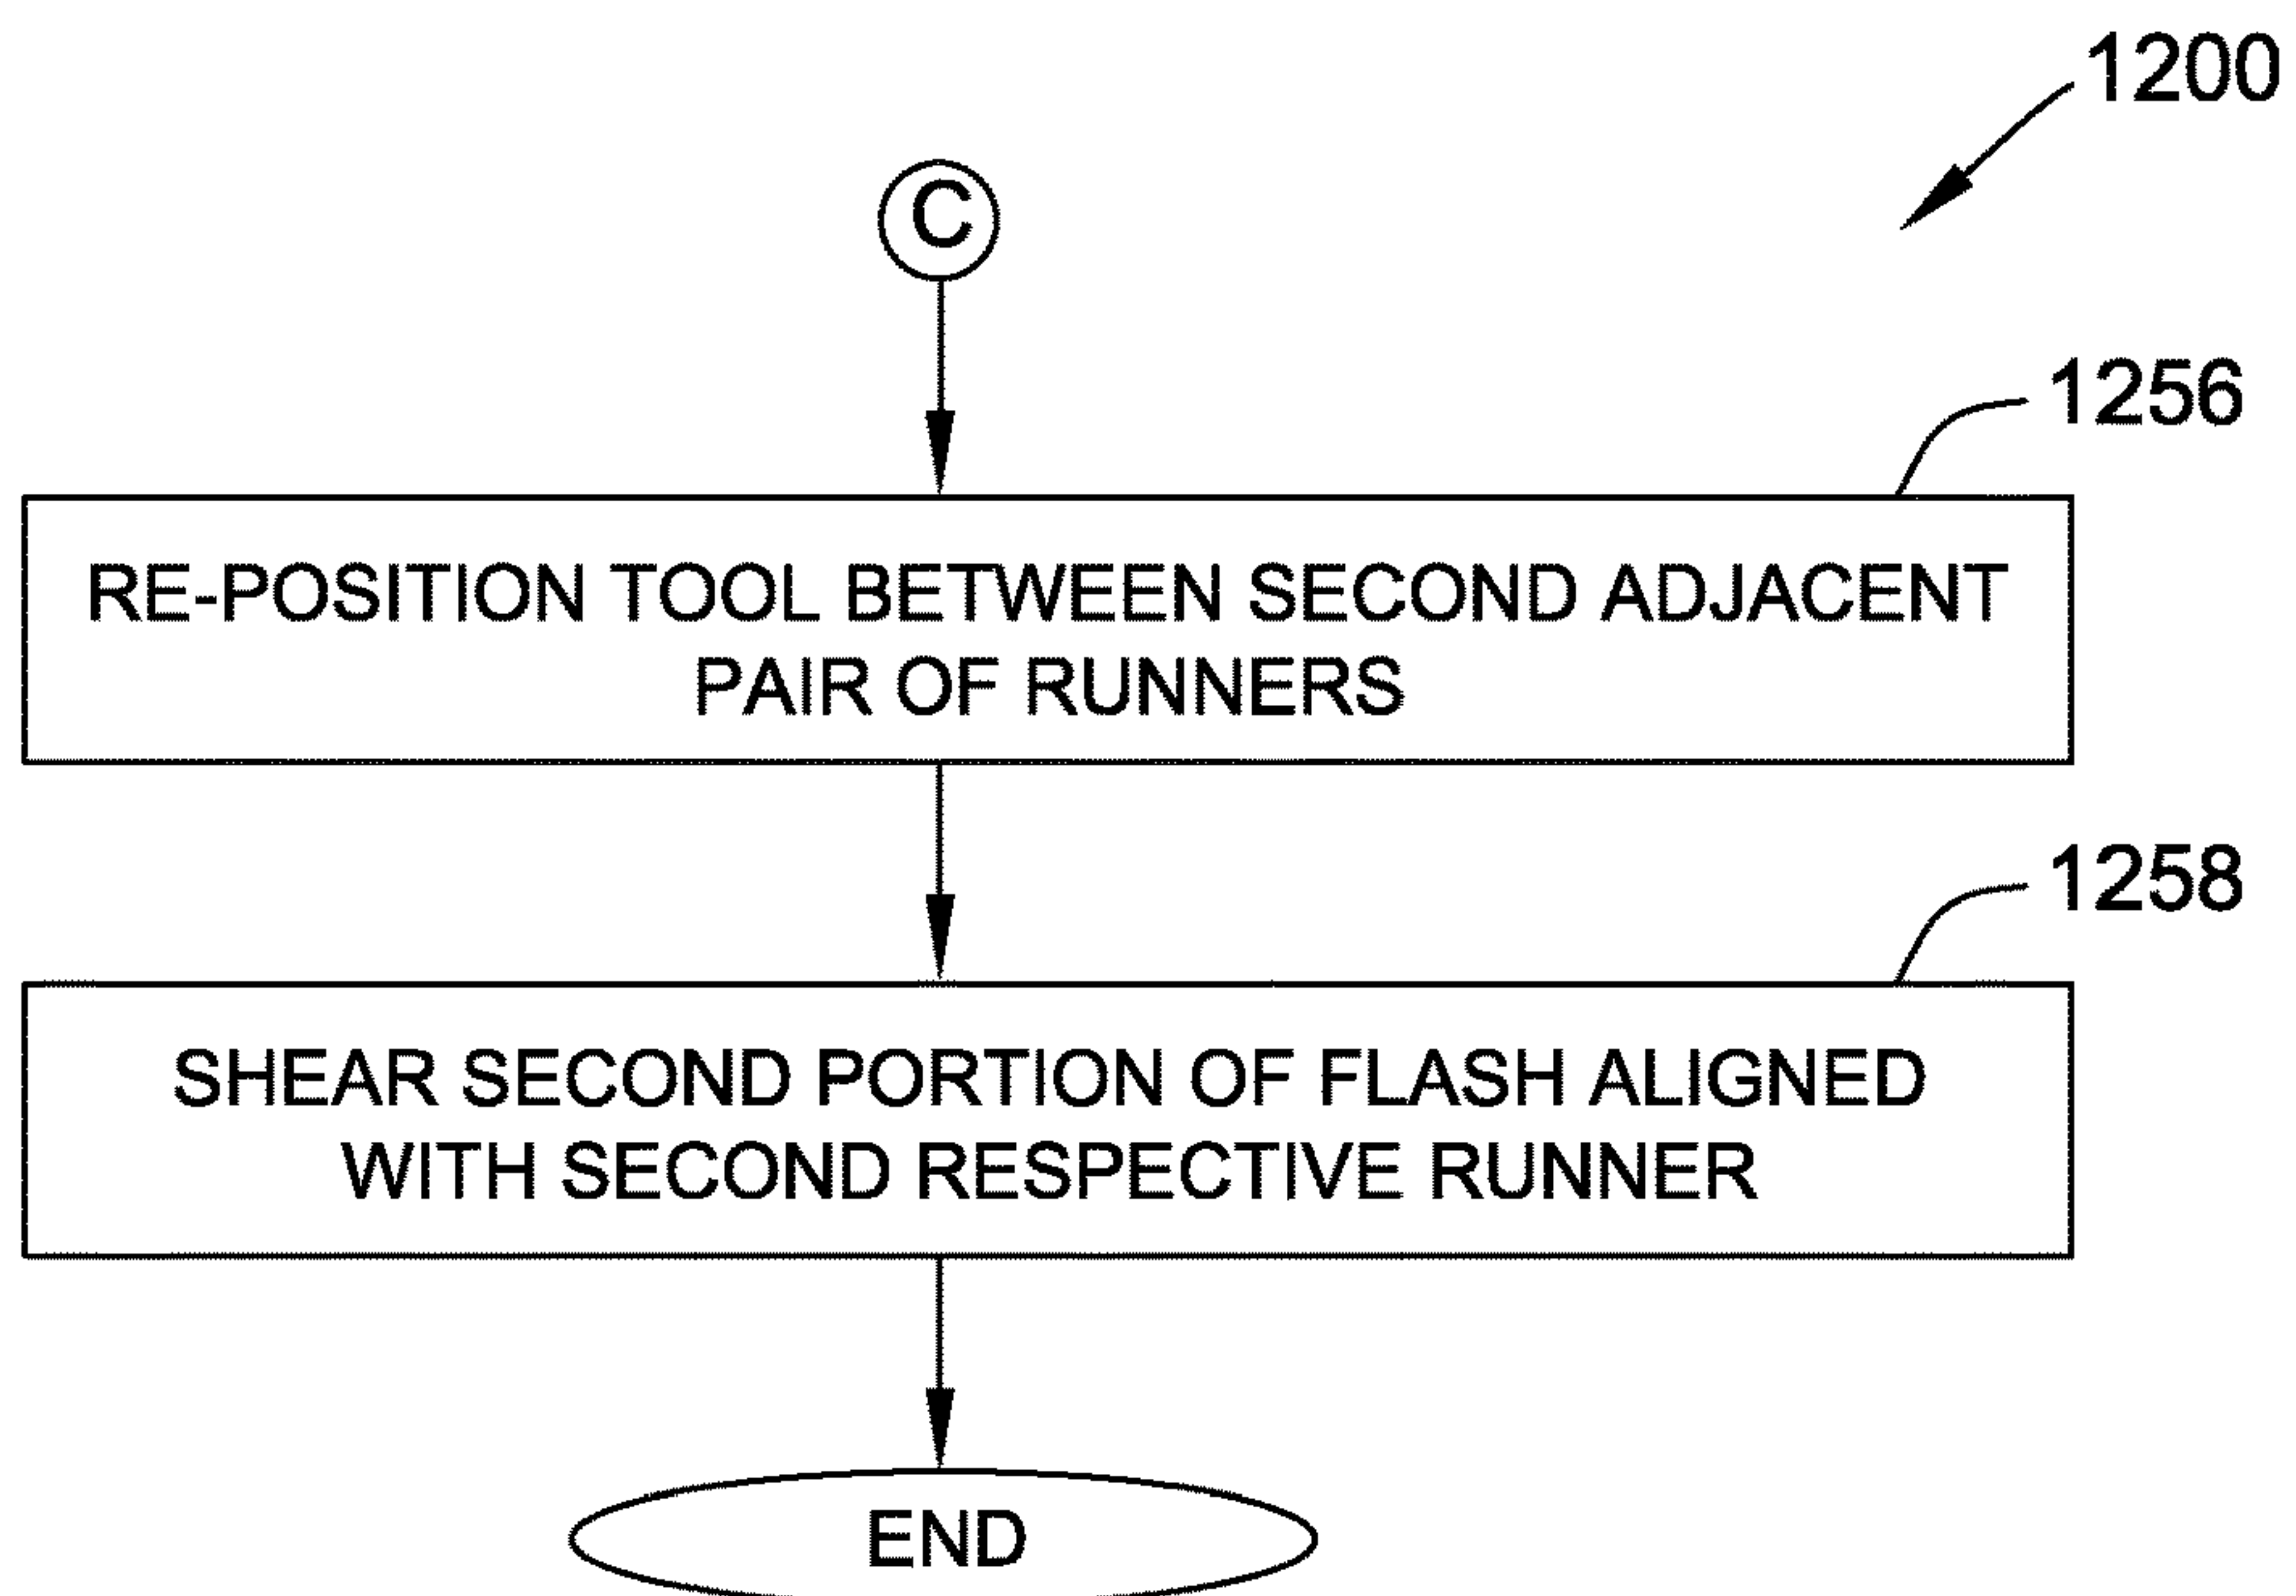 1200
C
1256
RE-POSITION TOOL BETWEEN SECOND ADJACENT
PAIR OF RUNNERS
1258
SHEAR SECOND PORTION OF FLASH ALIGNED
WITH SECOND RESPECTIVE RUNNER
END